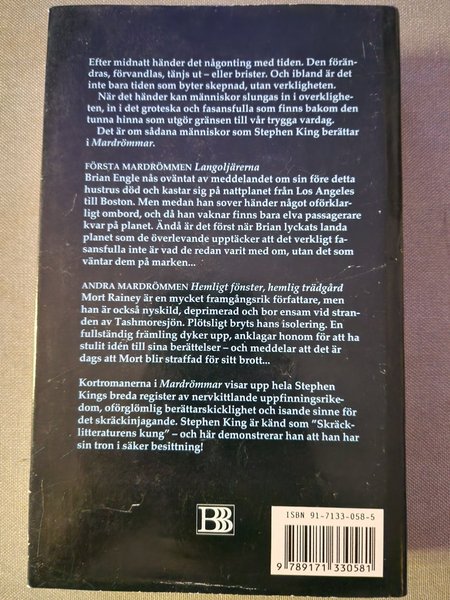 Efter midnatt händer det någonting med tiden. Den förän-
dras, förvandlas, tänjs ut – eller brister. Och ibland är det
inte bara tiden som byter skepnad, utan verkligheten.
När det händer kan människor slungas in i overklighe-
ten, in i det groteska och fasansfulla som finns bakom den
tunna hinna som utgör gränsen till vår trygga vardag.
Det är om sådana människor som Stephen King berättar
i Mardrömmar.
FÖRSTA MARDRÖMMEN Langoljärerna
Brian Engle nås oväntat av meddelandet om sin före detta
hustrus död och kastar sig på nattplanet från Los Angeles
till Boston. Men medan han sover händer något oförklar-
ligt ombord, och då han vaknar finns bara elva passagerare
kvar på planet. Ändå är det först när Brian lyckats landa
planet som de överlevande upptäcker att det verkligt fa-
sansfulla inte är vad de redan varit med om, utan det som
väntar dem på marken...
ANDRA MARDRÖMMEN Hemligt fönster, hemlig trädgård
Mort Rainey är en mycket framgångsrik författare, men
han är också nyskild, deprimerad och bor ensam vid stran-
den av Tashmoresjön. Plötsligt bryts hans isolering. En
fullständig främling dyker upp, anklagar honom för att ha
stulit idén till sina berättelser – och meddelar att det är
dags att Mort blir straffad för sitt brott...
Kortromanerna i Mardrömmar visar upp hela Stephen
Kings breda register av nervkittlande uppfinningsrike-
dom, oförglömlig berättarskicklighet och isande sinne för
det skräckinjagande. Stephen King är känd som ”Skräck-
litteraturens kung” – och här demonstrerar han att han har
sin tron i säker besittning!
BBB
ISBN 91-7133-058-5
9 789171 330581